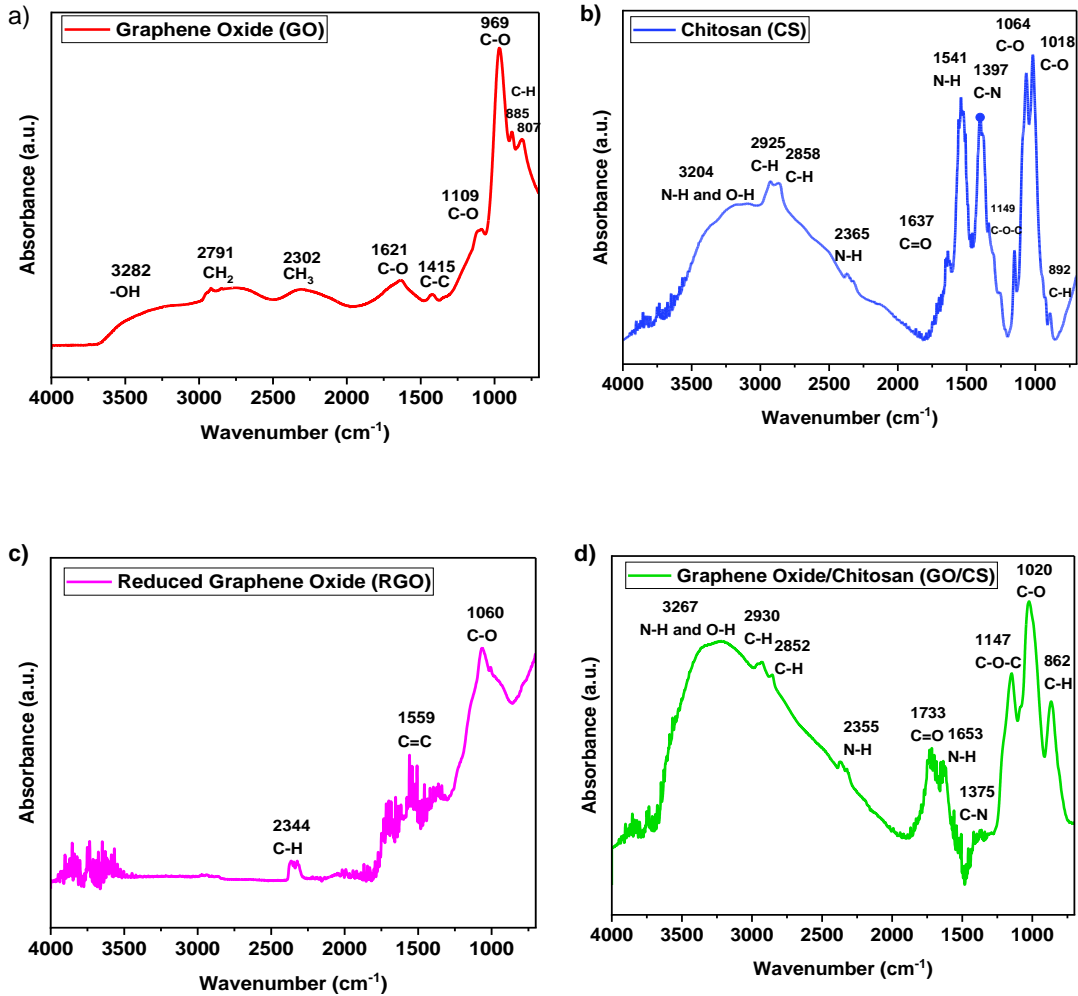 a)
Graphene Oxide (GO)
969
C-O
C-H
885
807
1109
C-O
3282
-OH
2791
CH₂
2302
CH₃
1621
C-O
1415
C-C
Absorbance (a.u.)
4000 3500 3000 2500 2000 1500 1000
Wavenumber (cm⁻¹)
b)
Chitosan (CS)
1064
C-O
1018
C-O
1541
N-H
1397
C-N
2925
C-H
2858
C-H
3204
N-H and O-H
2365
N-H
1637
C=O
1149
C-O-C
892
C-H
Absorbance (a.u.)
4000 3500 3000 2500 2000 1500 1000
Wavenumber (cm⁻¹)
c)
Reduced Graphene Oxide (RGO)
1060
C-O
1559
C=C
2344
C-H
Absorbance (a.u.)
4000 3500 3000 2500 2000 1500 1000
Wavenumber (cm⁻¹)
d)
Graphene Oxide/Chitosan (GO/CS)
1020
C-O
3267
N-H and O-H
2930
C-H
2852
C-H
1147
C-O-C
862
C-H
2355
N-H
1733
C=O
1653
N-H
1375
C-N
Absorbance (a.u.)
4000 3500 3000 2500 2000 1500 1000
Wavenumber (cm⁻¹)